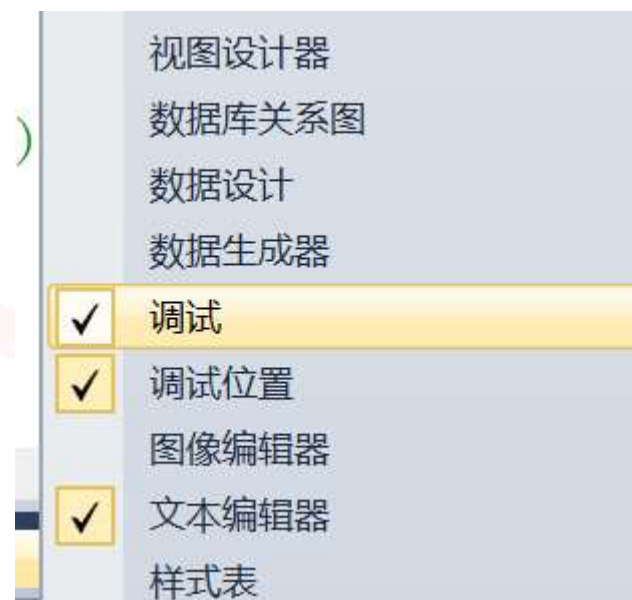 视图设计器
数据库关系图
)
数据设计
数据生成器
调试
调试位置
图像编辑器
文本编辑器
样式表